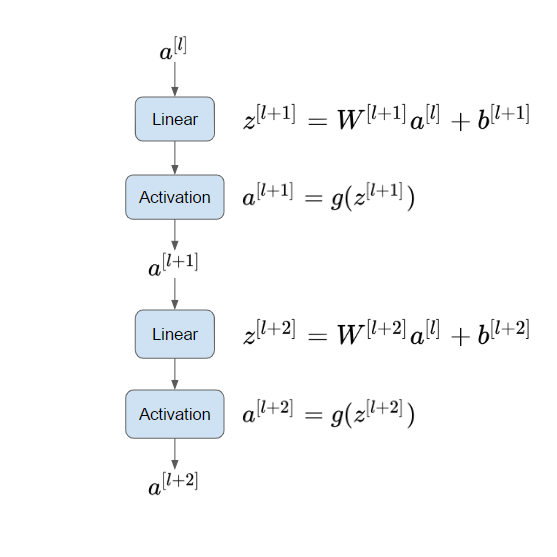 a^{[l]}
Linear z^{[l+1]} = W^{[l+1]}a^{[l]} + b^{[l+1]}
Activation a^{[l+1]} = g(z^{[l+1]})
a^{[l+1]}
Linear z^{[l+2]} = W^{[l+2]}a^{[l]} + b^{[l+2]}
Activation a^{[l+2]} = g(z^{[l+2]})
a^{[l+2]}